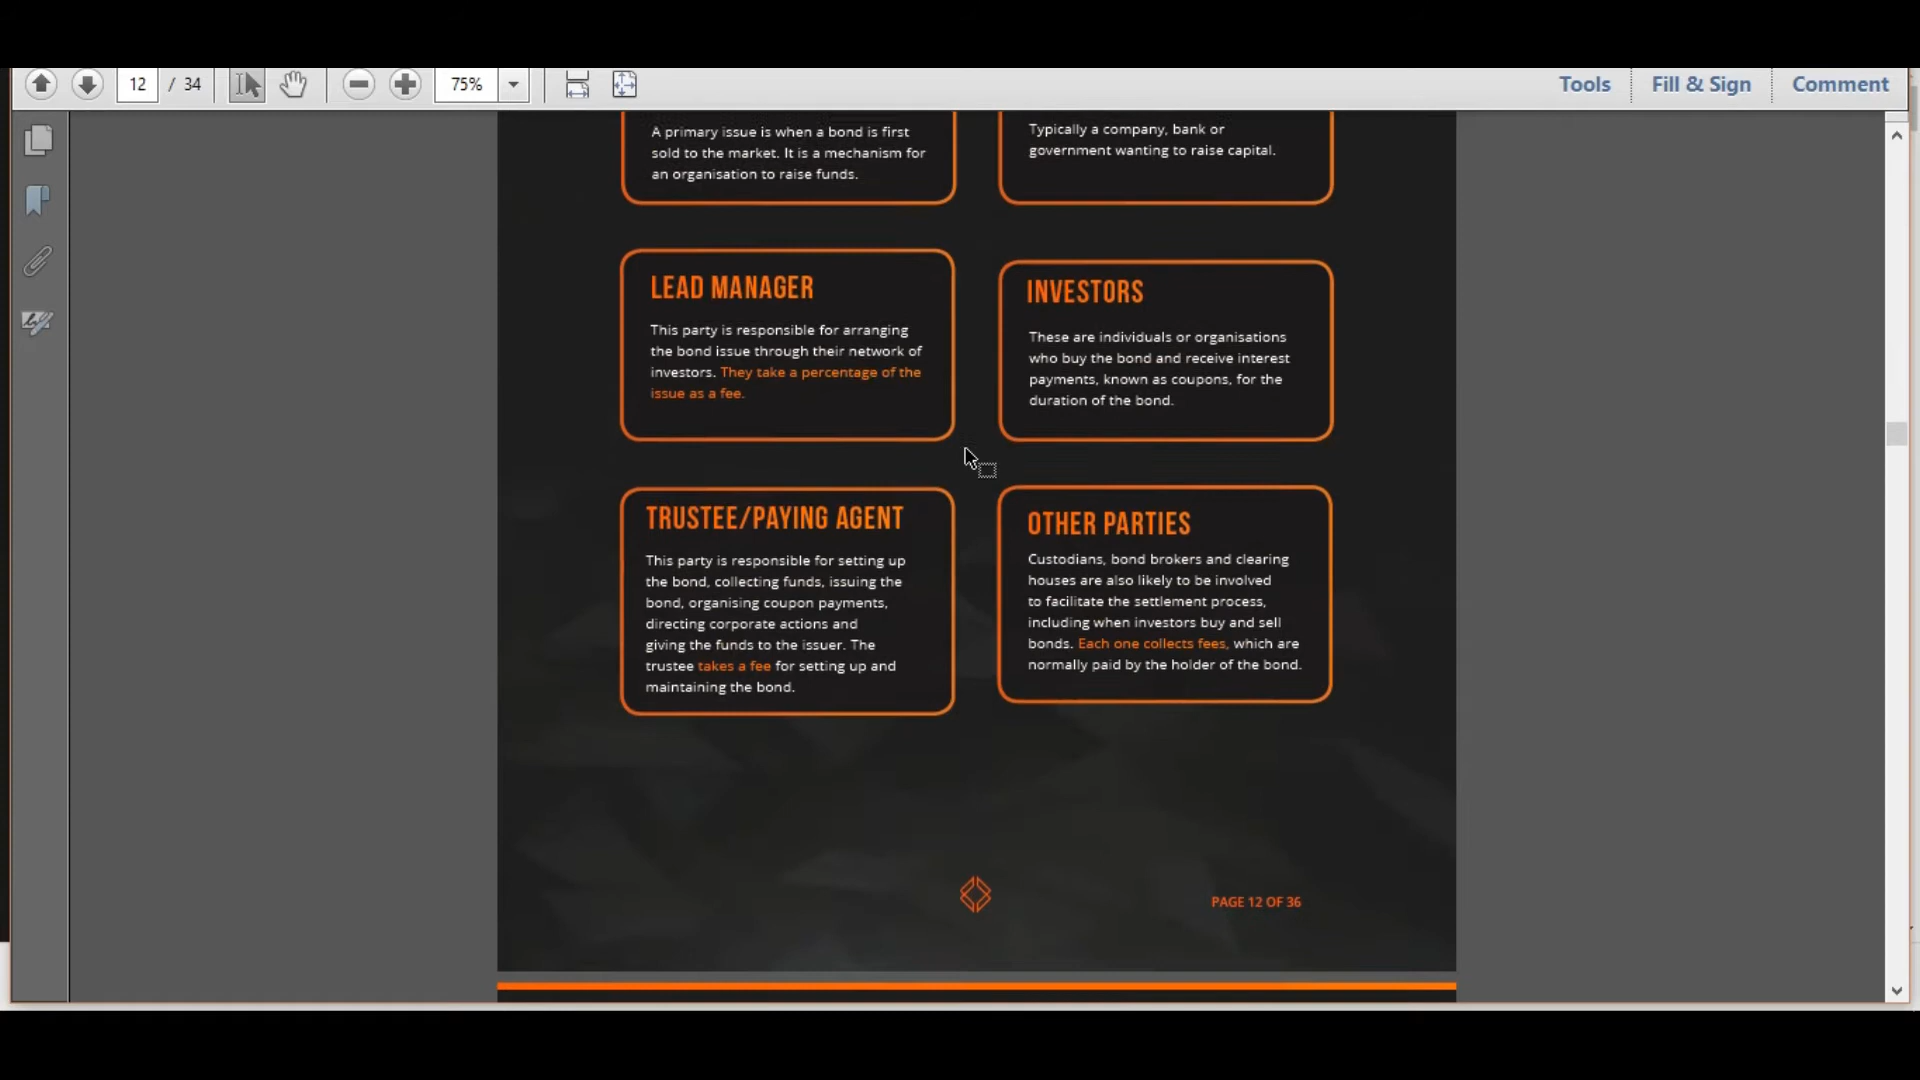 12 / 34
75%
Tools
Fill & Sign
Comment
A primary issue is when a bond is first
sold to the market. It is a mechanism for
an organisation to raise funds.
Typically a company, bank or
government wanting to raise capital.
LEAD MANAGER
This party is responsible for arranging
the bond issue through their network of
investors. They take a percentage of the
issue as a fee.
INVESTORS
These are individuals or organisations
who buy the bond and receive interest
payments, known as coupons, for the
duration of the bond.
TRUSTEE/PAYING AGENT
This party is responsible for setting up
the bond, collecting funds, issuing the
bond, organising coupon payments,
directing corporate actions and
giving the funds to the issuer. The
trustee takes a fee for setting up and
maintaining the bond.
OTHER PARTIES
Custodians, bond brokers and clearing
houses are also likely to be involved
to facilitate the settlement process,
including when investors buy and sell
bonds. Each one collects fees, which are
normally paid by the holder of the bond.
PAGE 12 OF 36